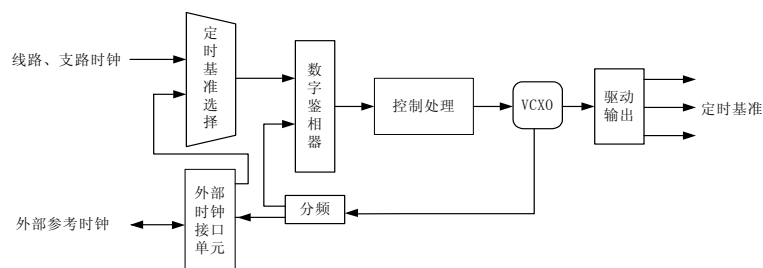 线路、支路时钟
定时基准选择
数字鉴相器
控制处理
VCXO
驱动
输出
定时基准
外部参考时钟
外部
时钟
接口
单元
分频